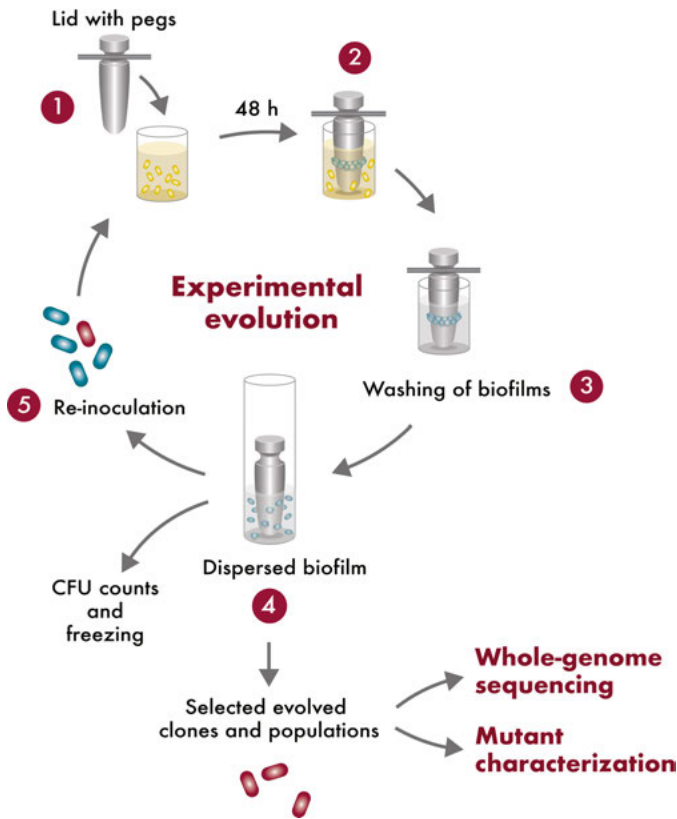 Lid with pegs
1
48 h
2
Experimental
evolution
Washing of biofilms
3
5
Re-inoculation
Dispersed biofilm
4
CFU counts
and
freezing
Selected evolved
clones and populations
Whole-genome
sequencing
Mutant
characterization